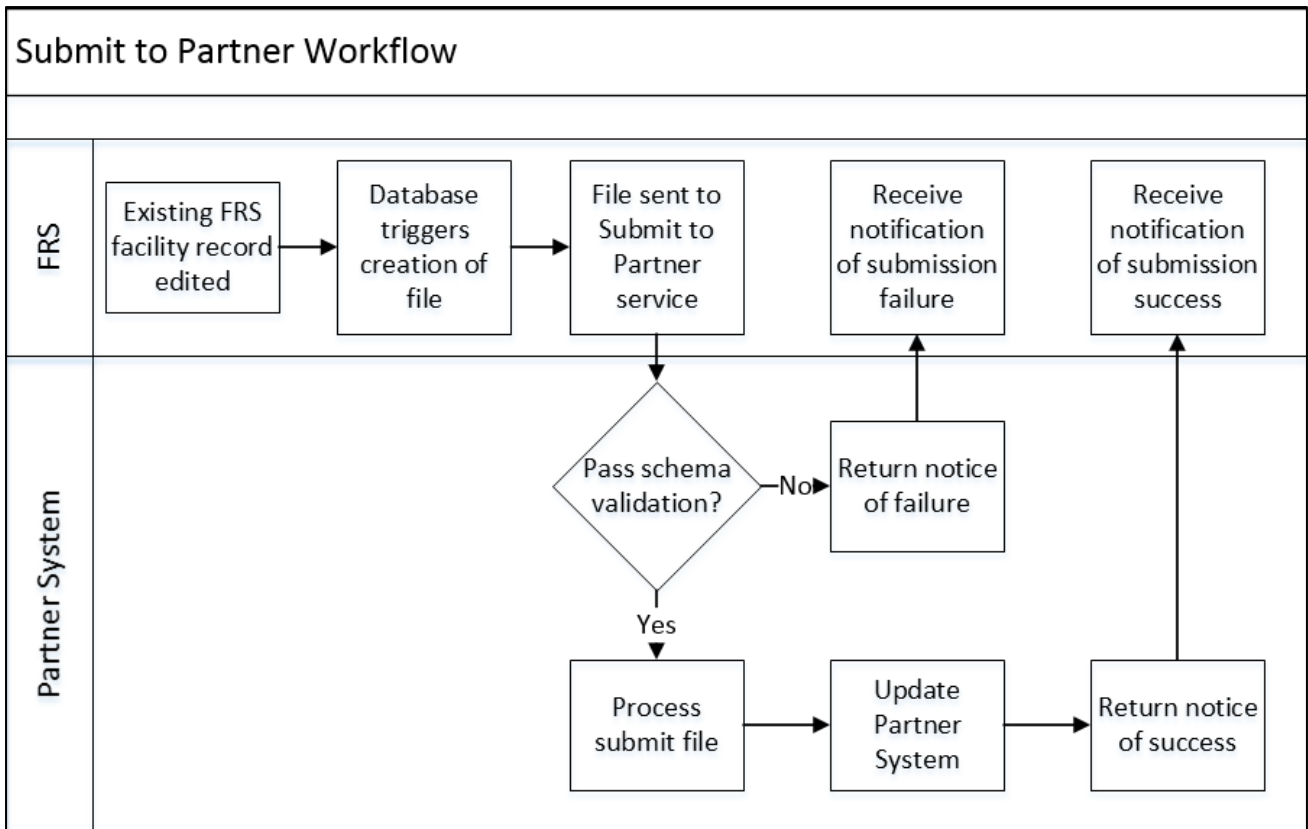 Submit to Partner Workflow
FRS
Existing FRS
facility record
edited
Database
triggers
creation of
file
File sent to
Submit to
Partner
service
Receive
notification
of submission
failure
Receive
notification
of submission
success
Partner System
Pass schema
validation?
No
Return notice
of failure
Yes
Process
submit file
Update
Partner
System
Return notice
of success